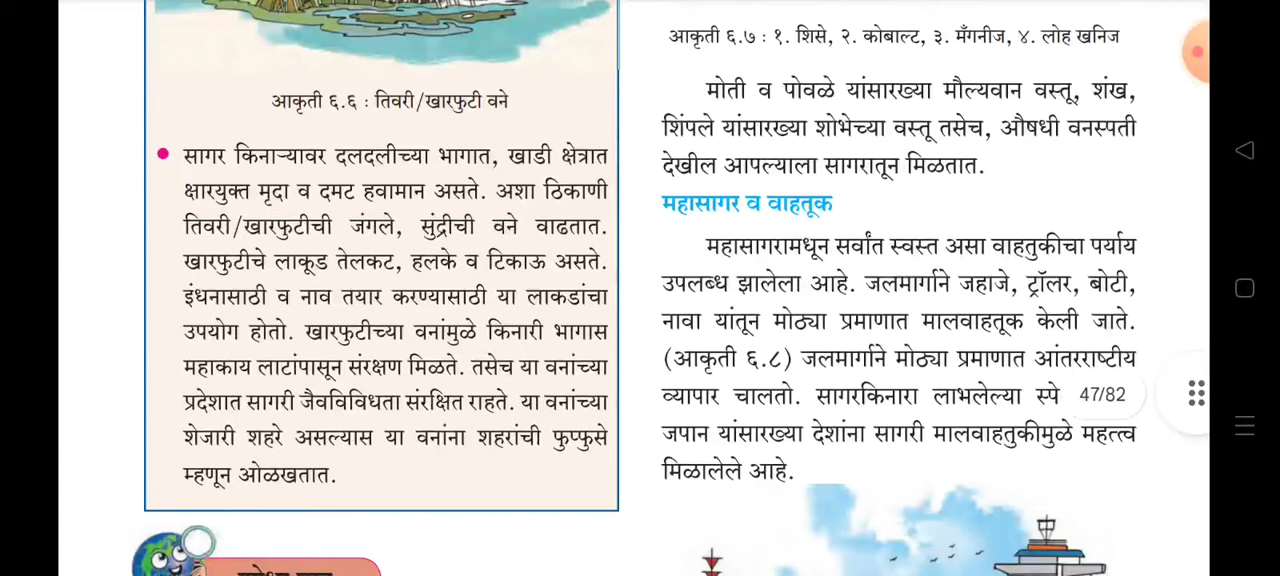 आकृती ६.६ : तिवरी/खारफुटी वने
सागर किनाऱ्यावर दलदलीच्या भागात, खाडी क्षेत्रात
क्षारयुक्त मृदा व दमट हवामान असते. अशा ठिकाणी
तिवरी/खारफुटीची जंगले, सुंद्रीची वने वाढतात.
खारफुटीचे लाकूड तेलकट, हलके व टिकाऊ असते.
इंधनासाठी व नाव तयार करण्यासाठी या लाकडांचा
उपयोग होतो. खारफुटीच्या वनांमुळे किनारी भागास
महाकाय लाटांपासून संरक्षण मिळते. तसेच या वनांच्या
प्रदेशात सागरी जैवविविधता संरक्षित राहते. या वनांच्या
शेजारी शहरे असल्यास या वनांना शहरांची फुप्फुसे
म्हणून ओळखतात.
आकृती ६.७ : १. शिसे, २. कोबाल्ट, ३. मँगनीज, ४. लोह खनिज
मोती व पोवळे यांसारख्या मौल्यवान वस्तू, शंख,
शिंपले यांसारख्या शोभेच्या वस्तू तसेच, औषधी वनस्पती
देखील आपल्याला सागरातून मिळतात.
महासागर व वाहतूक
महासागरामधून सर्वांत स्वस्त असा वाहतुकीचा पर्याय
उपलब्ध झालेला आहे. जलमार्गाने जहाजे, ट्रॉलर, बोटी,
नावा यांतून मोठ्या प्रमाणात मालवाहतूक केली जाते.
(आकृती ६.८) जलमार्गाने मोठ्या प्रमाणात आंतरराष्टीय
व्यापार चालतो. सागरकिनारा लाभलेल्या स्पे
47/82
जपान यांसारख्या देशांना सागरी मालवाहतुकीमुळे महत्त्व
मिळालेले आहे.